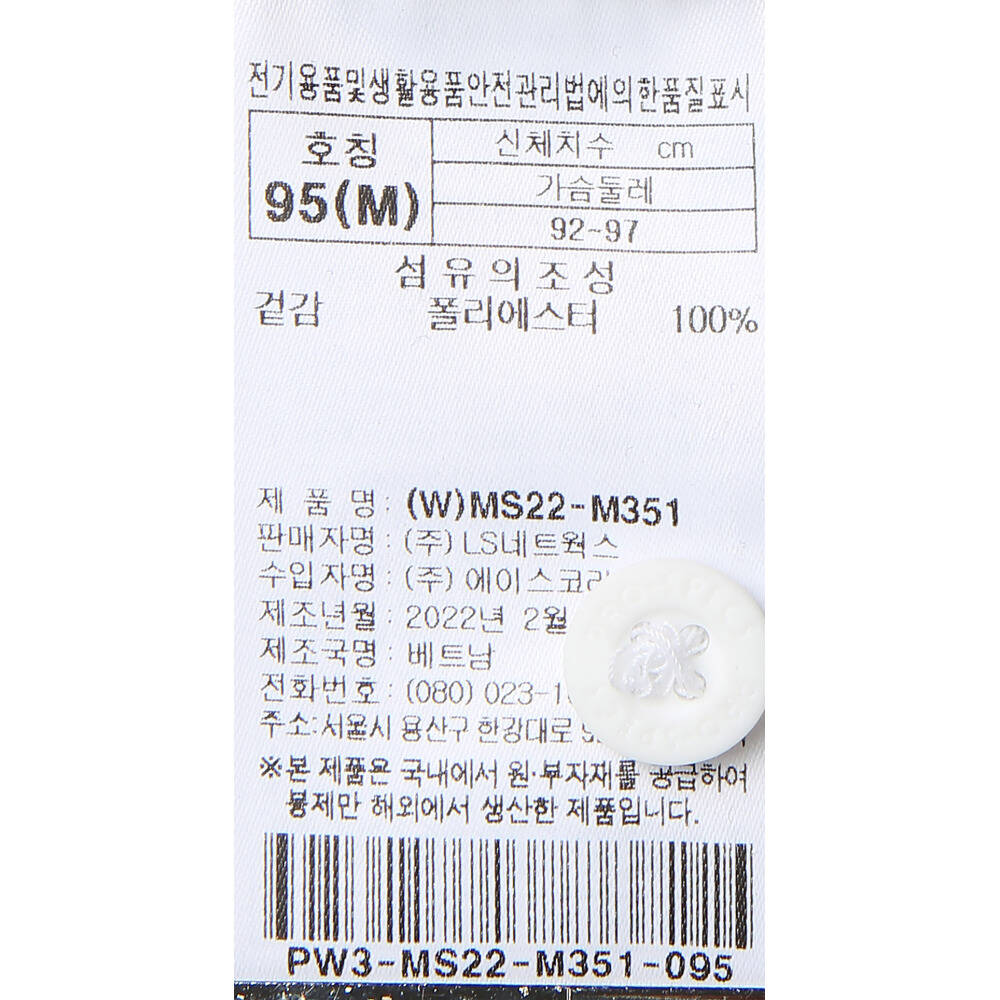 전기용품및생활용품안전관리법에의한품질표시
호칭
95(M)
신체치수 cm
가슴둘레
92~97
섬유의조성
겉감 폴리에스터 100%
제 품 명 : (W)MS22-M351
판매자명 : (주)LS네트웍스
수입자명 : (주)
제조년월 : 2022년 2월
제조국명 : 베트남
전화번호 : (080) 023-1
주소:서울시 용산구 한강대로
※본 제품은 국내에서 원·부자재를 공급하여
봉제만 해외에서 생산한 제품입니다.
PW3-MS22-M351-095